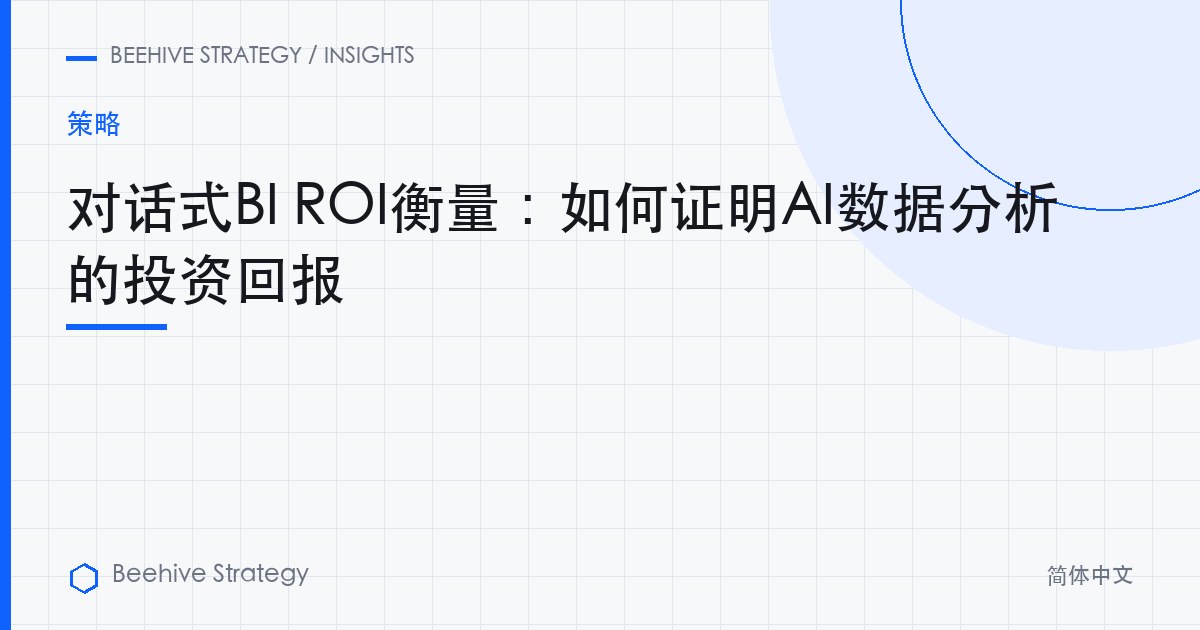 BEEHIVE STRATEGY / INSIGHTS
策略
对话式BI ROI衡量：如何证明AI数据分析
的投资回报
Beehive Strategy
简体中文